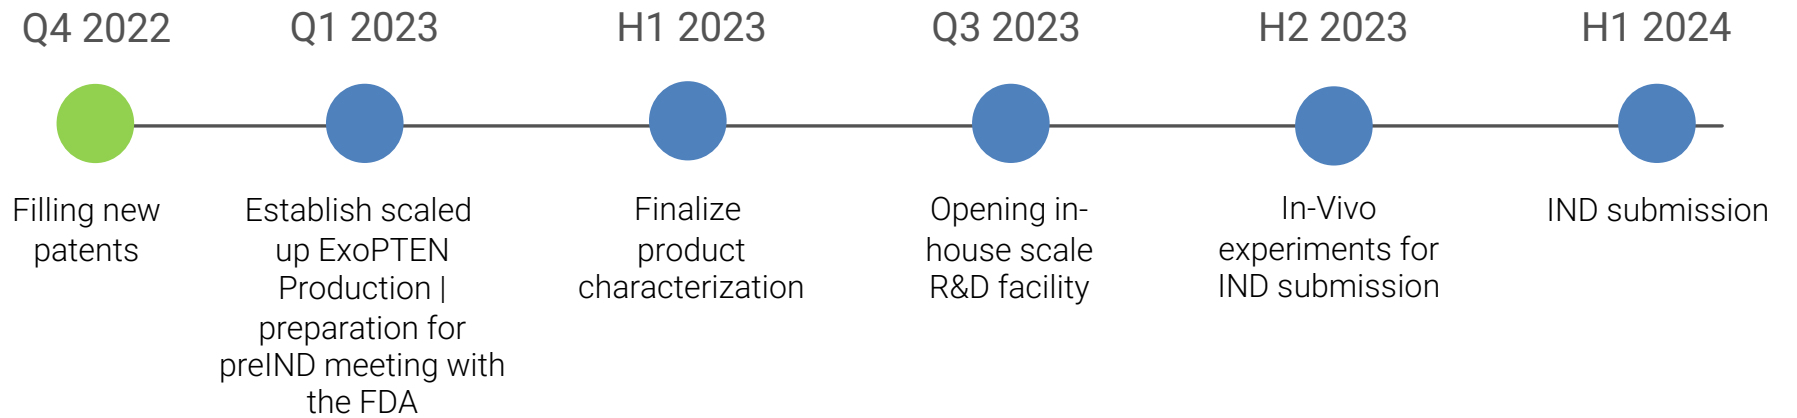 Q4 2022
Filling new
patents
Q1 2023
Establish scaled
up ExoPTEN
Production |
preparation for
preIND meeting with
the FDA
H1 2023
Finalize
product
characterization
Q3 2023
Opening in-
house scale
R&D facility
H2 2023
In-Vivo
experiments for
IND submission
H1 2024
IND submission